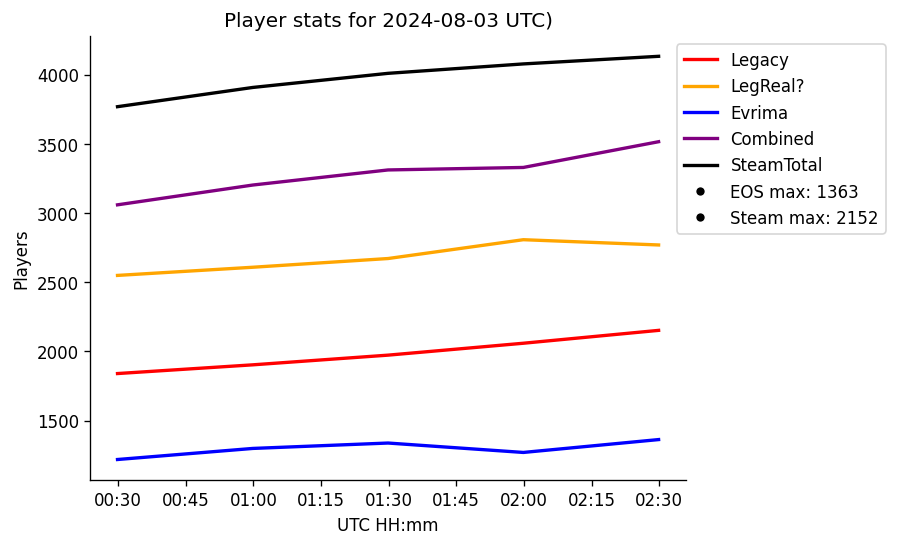 Player stats for 2024-08-03 UTC)
Legacy
LegReal?
Evrima
Combined
SteamTotal
EOS max: 1363
Steam max: 2152
Players
4000
3500
3000
2500
2000
1500
00:30 00:45 01:00 01:15 01:30 01:45 02:00 02:15 02:30
UTC HH:mm